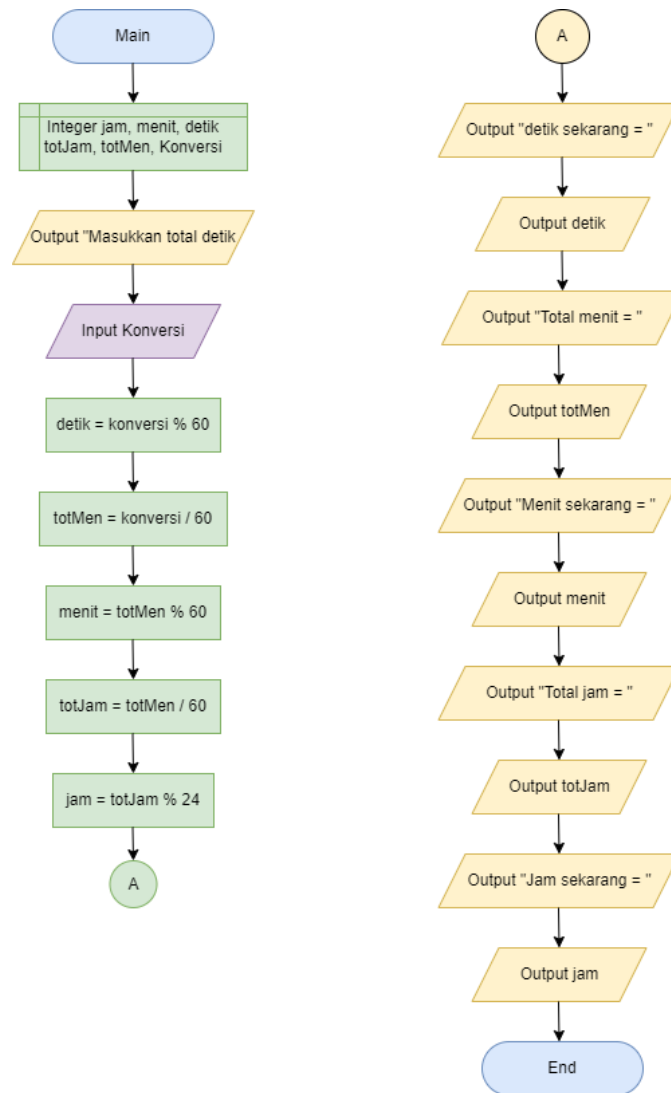 Main
Integer jam, menit, detik
totJam, totMen, Konversi
Output "Masukkan total detik
Input Konversi
detik = konversi % 60
totMen = konversi / 60
menit = totMen % 60
totJam = totMen / 60
jam = totJam % 24
A
A
Output "detik sekarang = "
Output detik
Output "Total menit = "
Output totMen
Output "Menit sekarang = "
Output menit
Output "Total jam = "
Output totJam
Output "Jam sekarang = "
Output jam
End